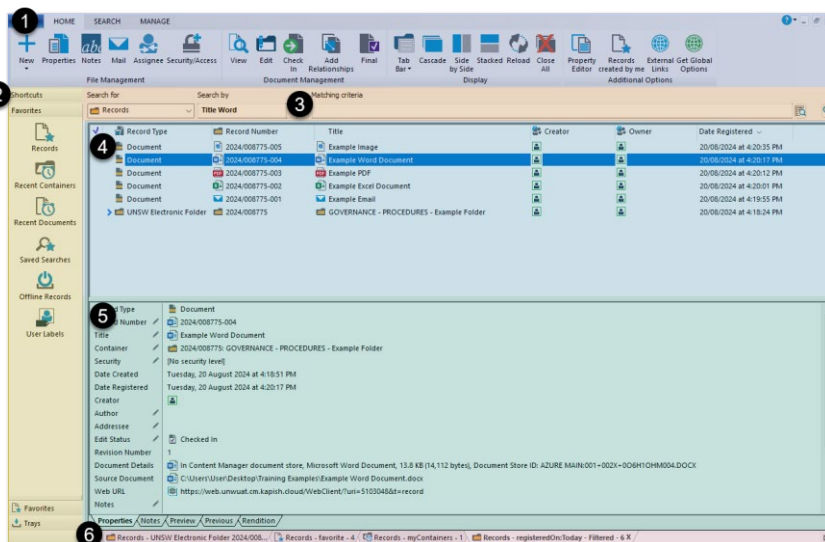 1
HOME SEARCH MANAGE
New Properties Notes Mail Assignee Security/Access View Edit Check In Add Relationships Final Tab Bar Cascade Side by Side Stacked Reload Close All Property Editor Records created by me External Links Get Global Options
File Management Document Management Display Additional Options
2
Shortcuts
Favorites
Records
Recent Containers
Recent Documents
Saved Searches
Offline Records
User Labels
Favorites
Trays
Search for Search by 3 Matching criteria
Records Title Word
4
Record Type Record Number Title Creator Owner Date Registered
Document 2024/008775-005 Example Image 20/08/2024 at 4:20:35 PM
Document 2024/008775-004 Example Word Document 20/08/2024 at 4:20:17 PM
Document 2024/008775-003 Example PDF 20/08/2024 at 4:20:12 PM
Document 2024/008775-002 Example Excel Document 20/08/2024 at 4:20:01 PM
Document 2024/008775-001 Example Email 20/08/2024 at 4:19:55 PM
UNSW Electronic Folder 2024/008775 GOVERNANCE - PROCEDURES - Example Folder 20/08/2024 at 4:18:24 PM
5
Type Document
Number 2024/008775-004
Title Example Word Document
Container 2024/008775: GOVERNANCE - PROCEDURES - Example Folder
Security [No security level]
Date Created Tuesday, 20 August 2024 at 4:18:51 PM
Date Registered Tuesday, 20 August 2024 at 4:20:17 PM
Creator
Author
Addressee
Edit Status Checked In
Revision Number 1
Document Details In Content Manager document store, Microsoft Word Document, 13.8 KB (14,112 bytes), Document Store ID: AZURE MAIN:001+002X+0O6H1OHM004.DOCX
Source Document C:\Users\User\Desktop\Training Examples\Example Word Document.docx
Web URL https://web.unwuat.cm.kapish.cloud/WebClient/?uri=5103048&t=record
Notes
Properties Notes Preview Previous Rendition
6
Records - UNSW Electronic Folder 2024/008... Records - favorite - 4 Records - myContainers - 1 Records - registeredOn:Today - Filtered - 6 X